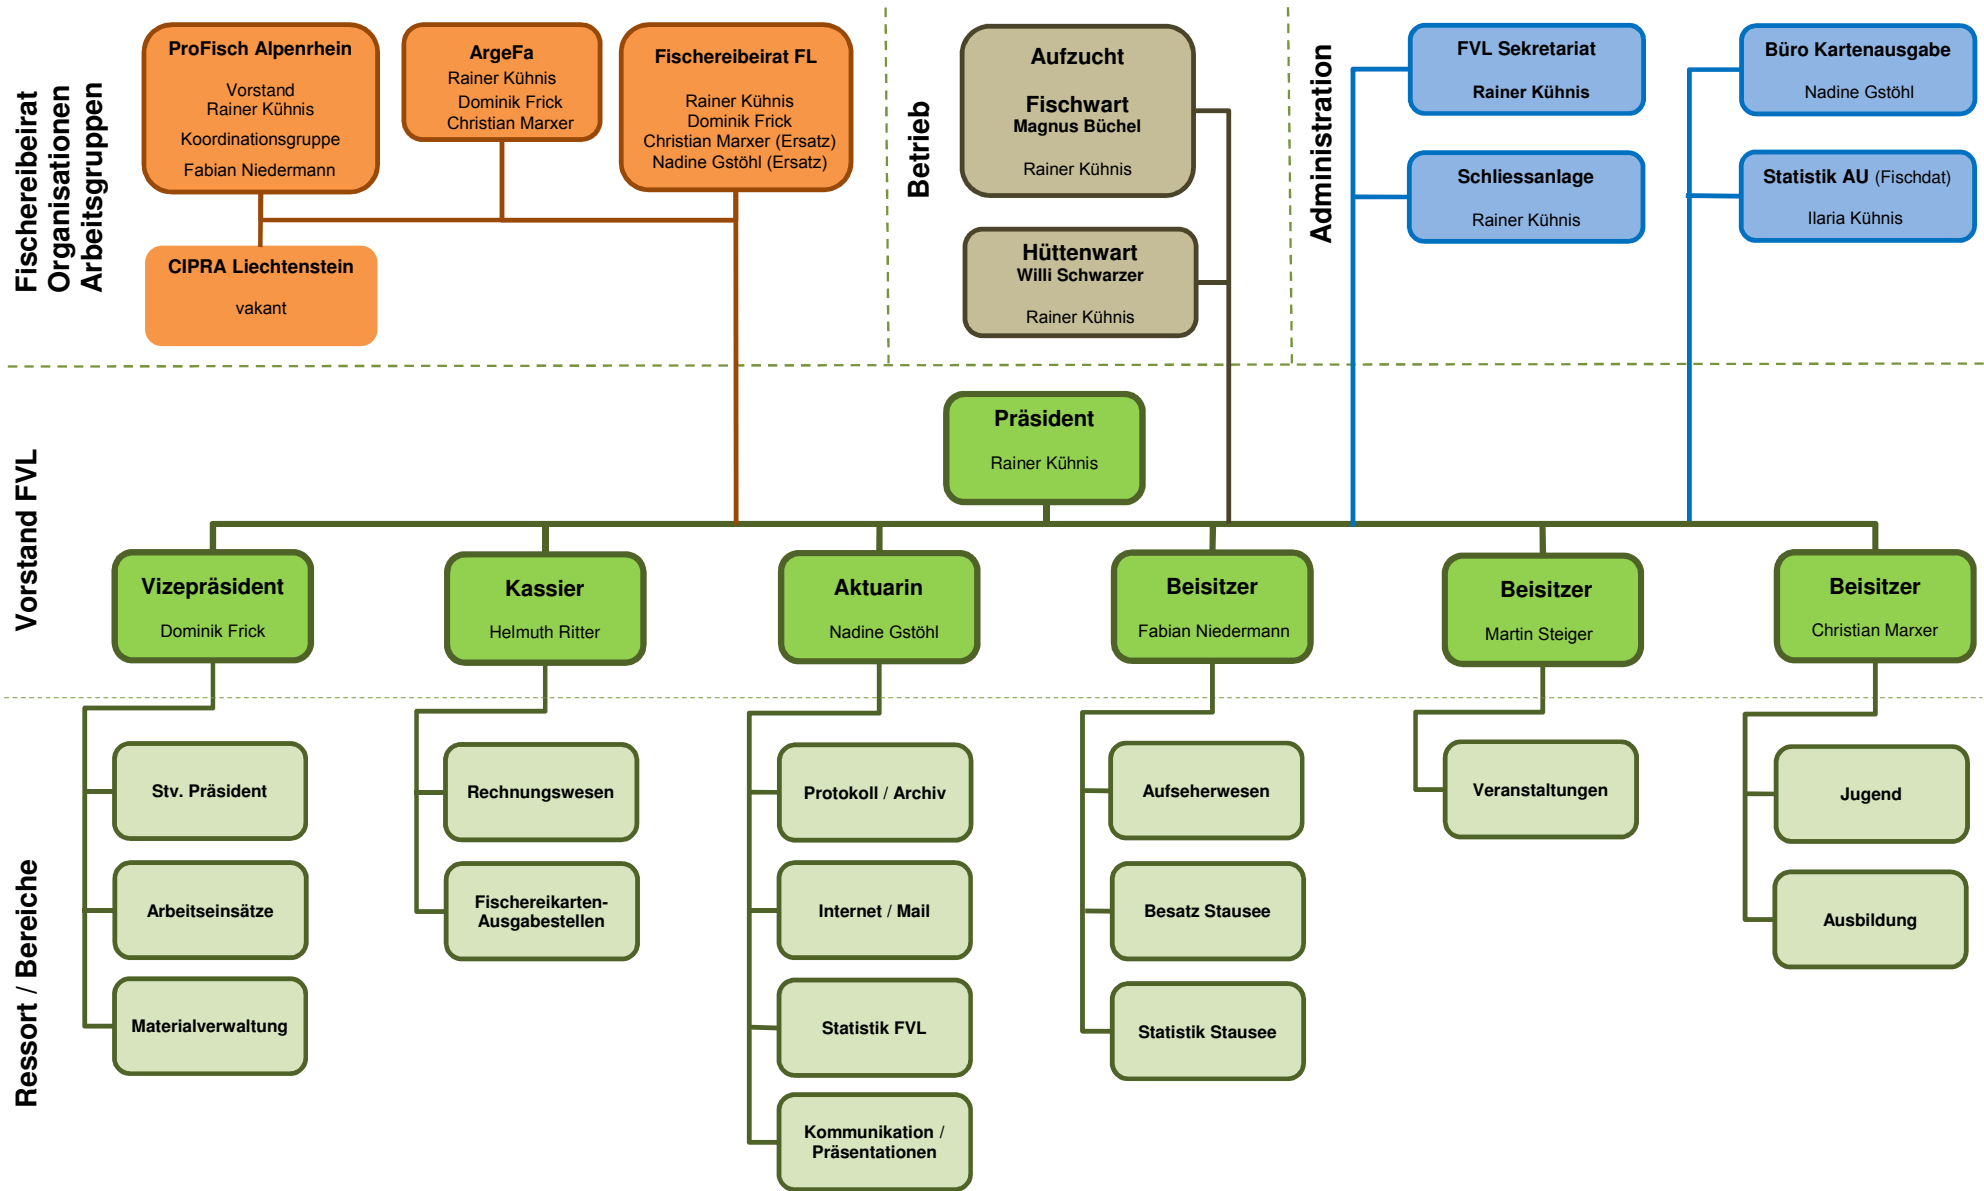 Fischereibeirat
Organisationen
Arbeitsgruppen
ProFisch Alpenrhein
Vorstand
Rainer Kühnis
Koordinationsgruppe
Fabian Niedermann
ArgeFa
Rainer Kühnis
Dominik Frick
Christian Marxer
Fischereibeirat FL
Rainer Kühnis
Dominik Frick
Christian Marxer (Ersatz)
Nadine Gstöhl (Ersatz)
CIPRA Liechtenstein
vakant
Betrieb
Aufzucht
Fischwart
Magnus Büchel
Rainer Kühnis
Hüttenwart
Willi Schwarzer
Rainer Kühnis
Administration
FVL Sekretariat
Rainer Kühnis
Büro Kartenausgabe
Nadine Gstöhl
Schliessanlage
Rainer Kühnis
Statistik AU (Fischdat)
Ilaria Kühnis
Vorstand FVL
Präsident
Rainer Kühnis
Vizepräsident
Dominik Frick
Kassier
Helmuth Ritter
Aktuarin
Nadine Gstöhl
Beisitzer
Fabian Niedermann
Beisitzer
Martin Steiger
Beisitzer
Christian Marxer
Ressort / Bereiche
Stv. Präsident
Arbeitseinsätze
Materialverwaltung
Rechnungswesen
Fischereikarten-
Ausgabestellen
Protokoll / Archiv
Internet / Mail
Statistik FVL
Kommunikation /
Präsentationen
Aufseherwesen
Besatz Stausee
Statistik Stausee
Veranstaltungen
Jugend
Ausbildung